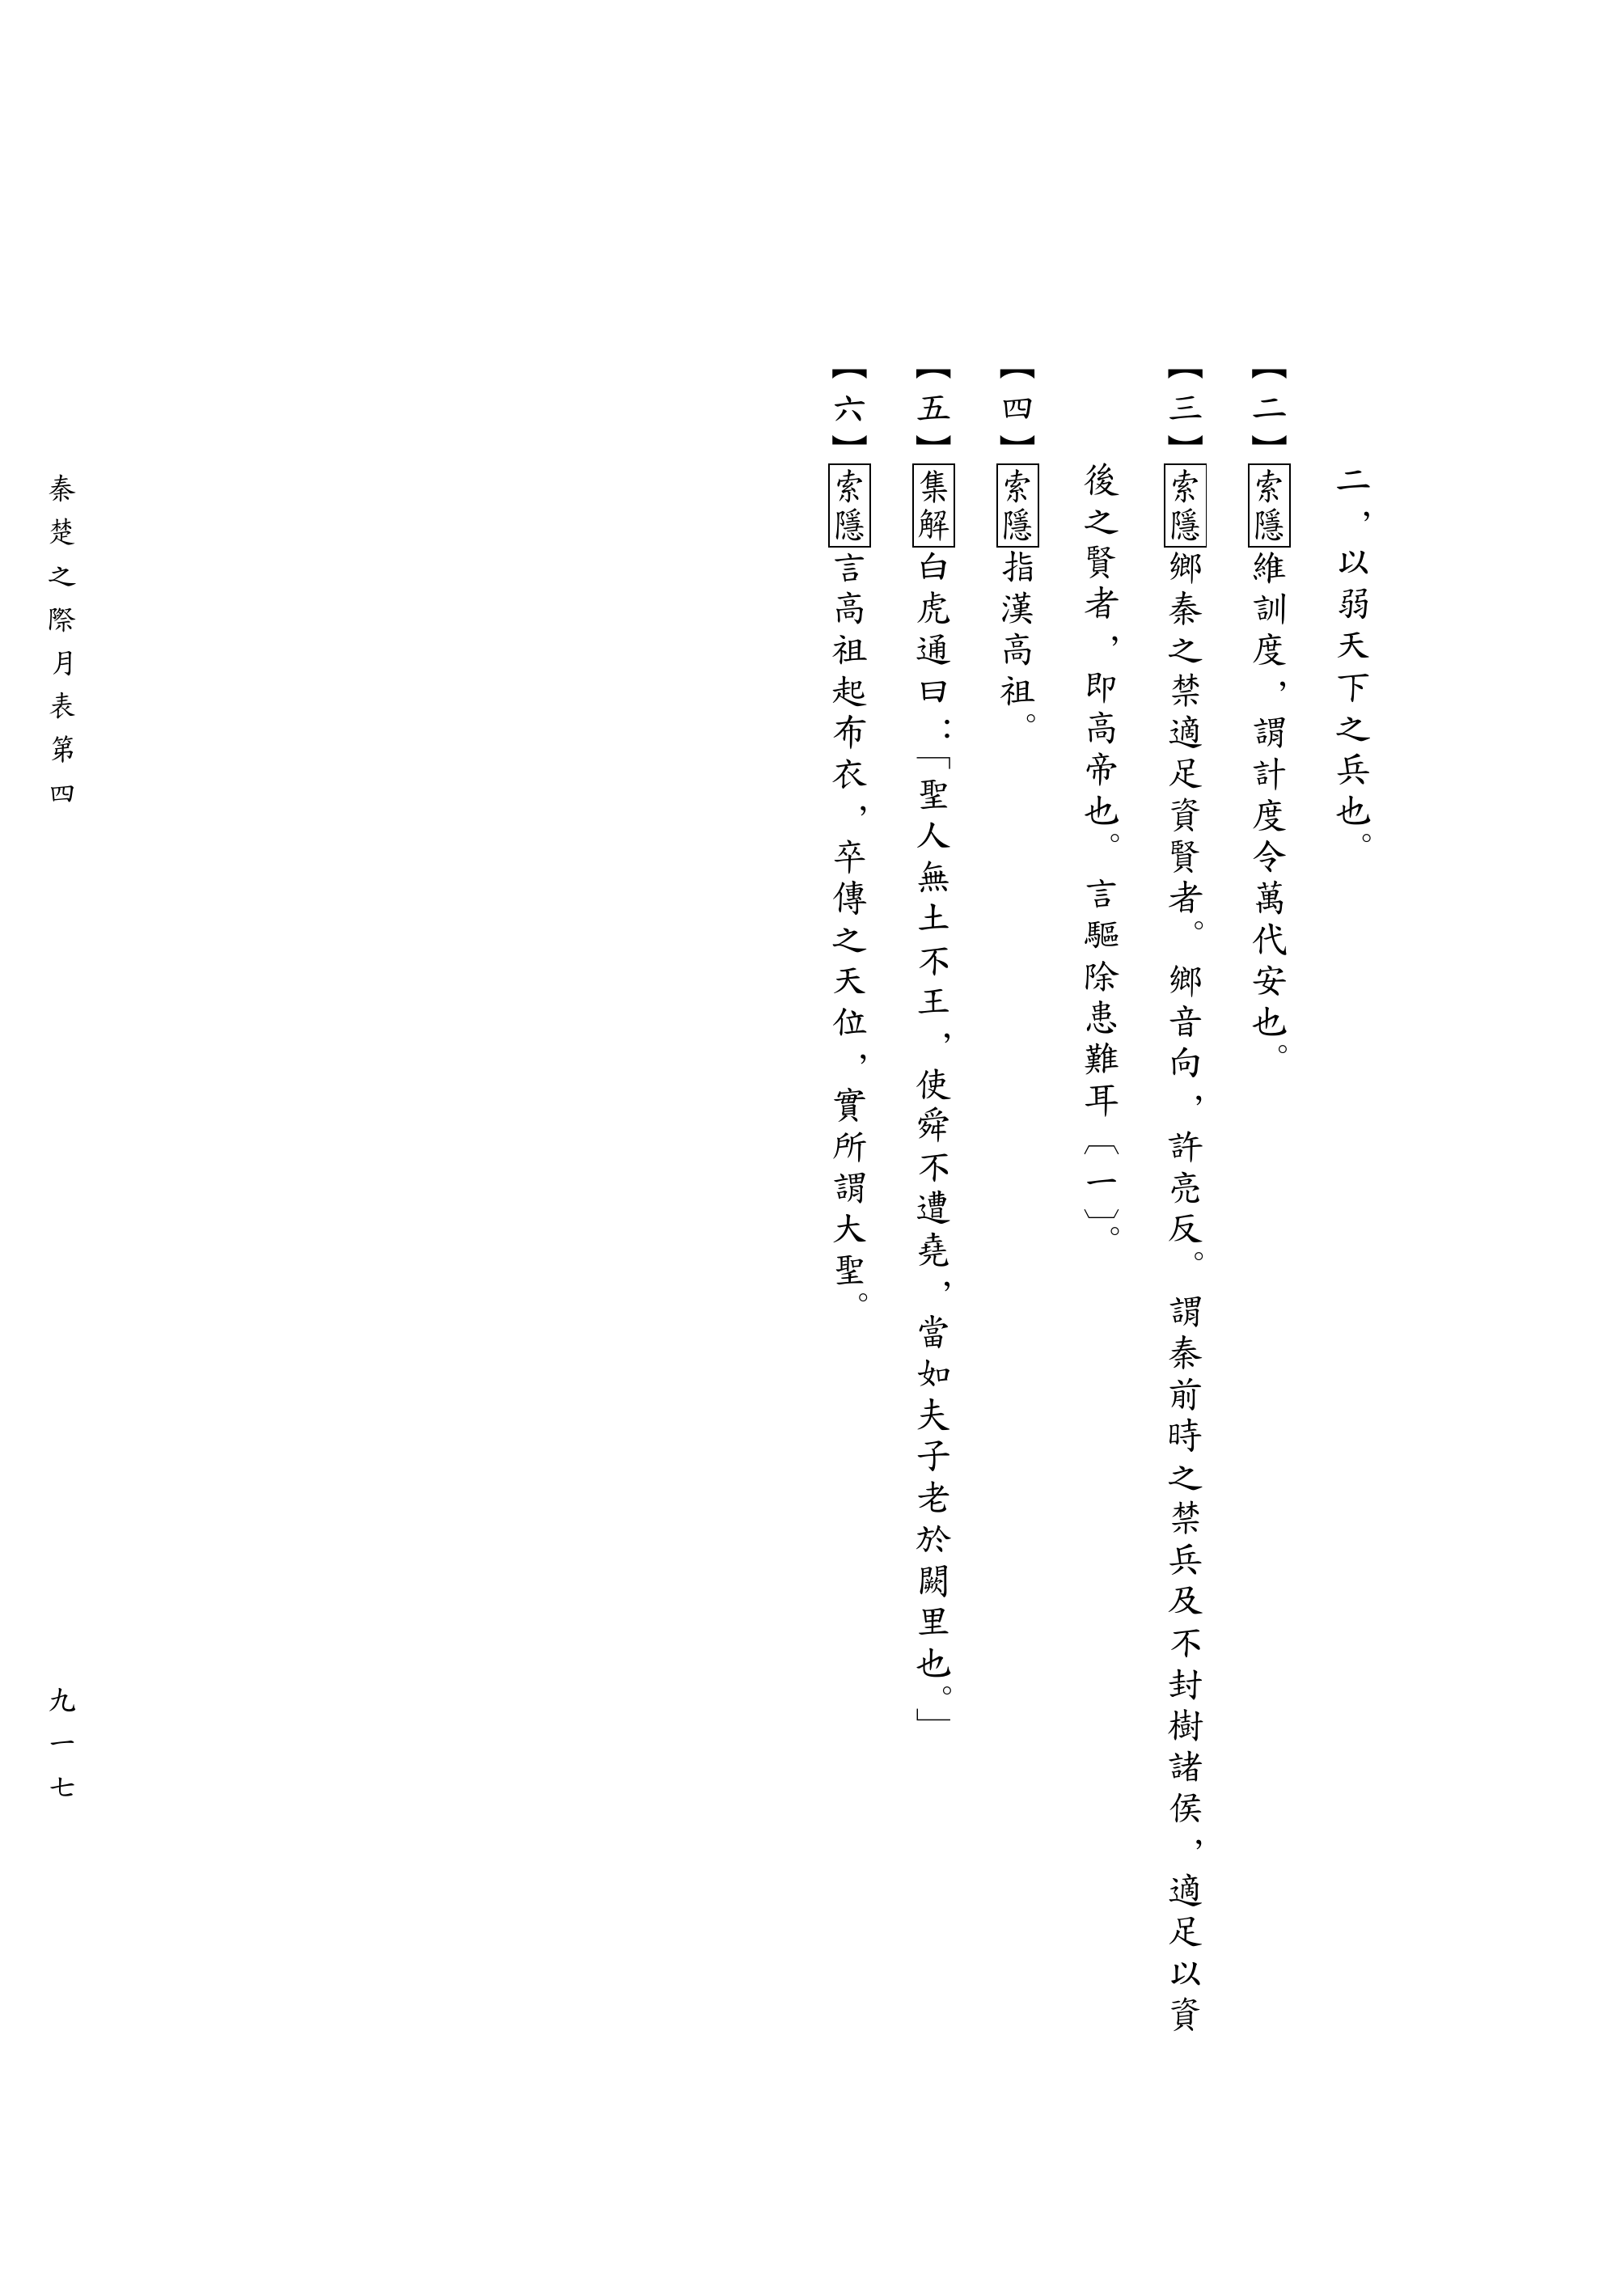 二，以弱天下之兵也。
【二】索隱維訓度，謂計度令萬代安也。
【三】索隱鄉秦之禁適足資賢者。鄉音向，許亮反。謂秦前時之禁兵及不封樹諸侯，適足以資
後之賢者，即高帝也。言驅除患難耳〔一〕。
【四】索隱指漢高祖。
【五】集解白虎通曰：「聖人無土不王，使舜不遭堯，當如夫子老於闕里也。」
【六】索隱言高祖起布衣，卒傳之天位，實所謂大聖。
秦楚之際月表第四
九一七